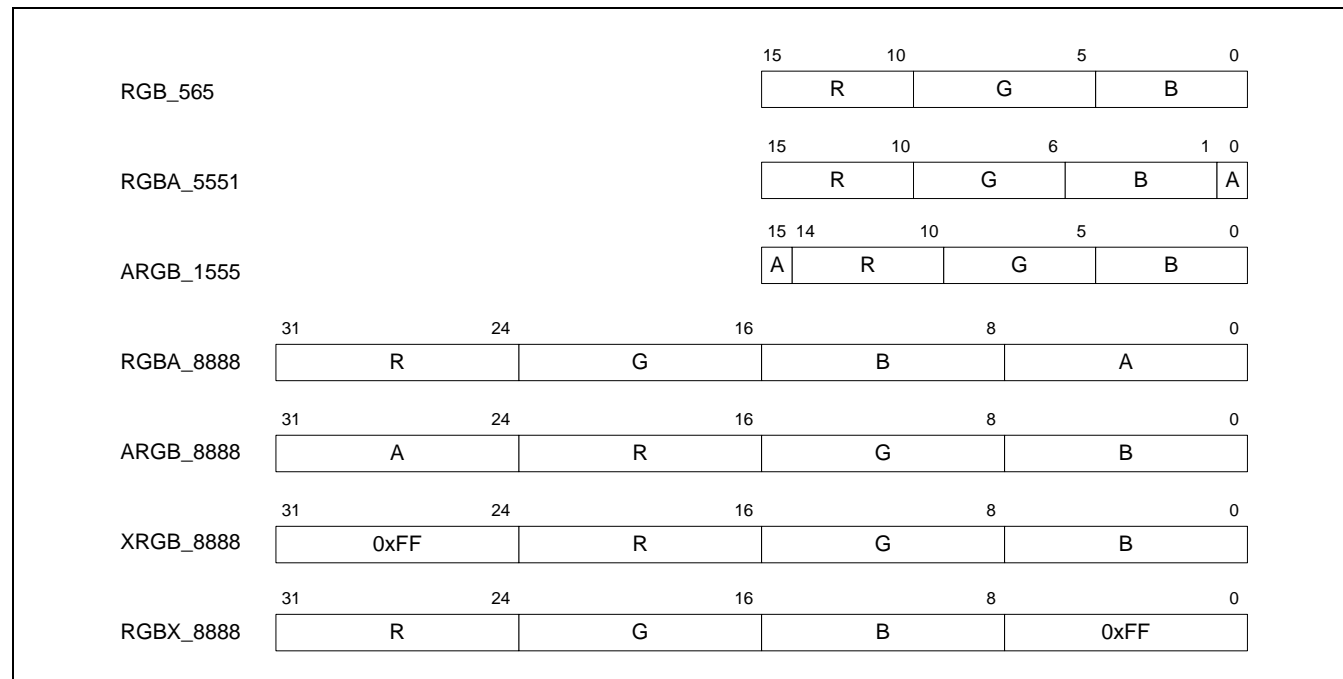 15 10 5 0
RGB_565 R G B
15 10 6 1 0
RGBA_5551 R G B A
15 14 10 5 0
ARGB_1555 A R G B
31 24 16 8 0
RGBA_8888 R G B A
31 24 16 8 0
ARGB_8888 A R G B
31 24 16 8 0
XRGB_8888 0xFF R G B
31 24 16 8 0
RGBX_8888 R G B 0xFF